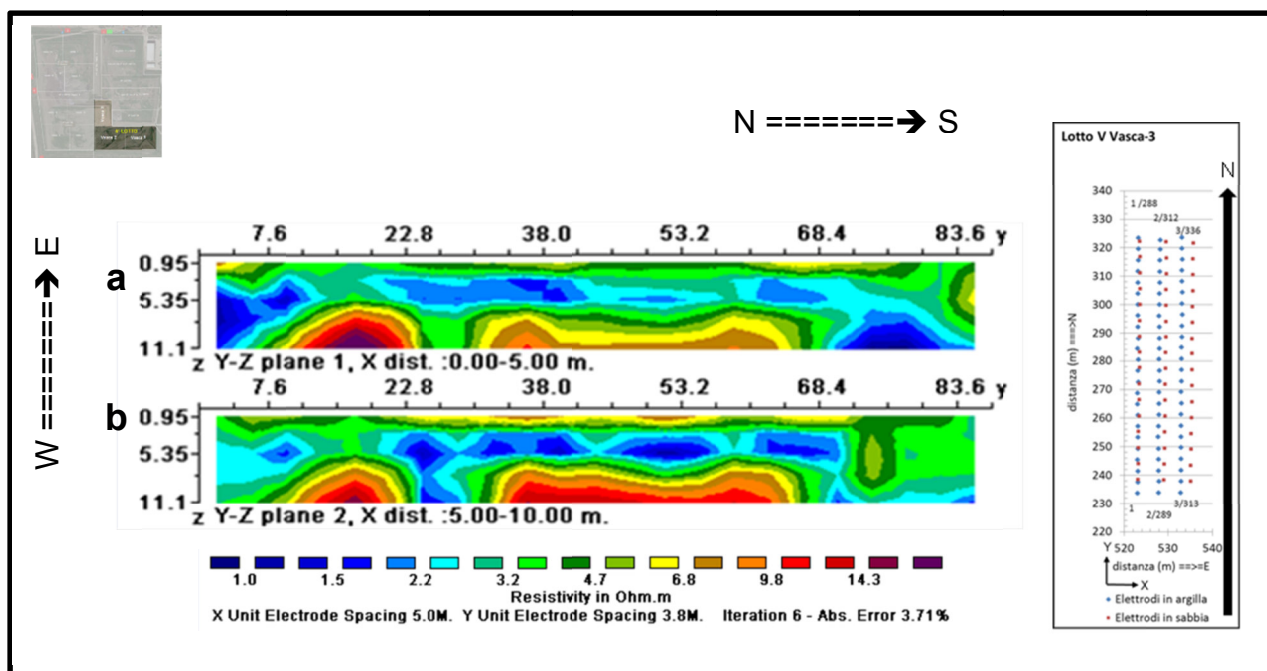 N =======➔ S
W =======➔ E
a
7.6 22.8 38.0 53.2 68.4 83.6 y
0.95
5.35
11.1
z Y-Z plane 1, X dist. :0.00-5.00 m.
b
7.6 22.8 38.0 53.2 68.4 83.6 y
0.95
5.35
11.1
z Y-Z plane 2, X dist. :5.00-10.00 m.
1.0 1.5 2.2 3.2 4.7 6.8 9.8 14.3
Resistivity in Ohm.m
X Unit Electrode Spacing 5.0M. Y Unit Electrode Spacing 3.8M. Iteration 6 - Abs. Error 3.71%
Lotto V Vasca-3
N
340
330
320
310
300
290
280
270
260
250
240
230
220
distanza (m) ===>N
1 /288
2/312
3/336
1
2/289
3/313
520 530 540
Y
distanza (m) ==>=E
X
Elettrodi in argilla
Elettrodi in sabbia